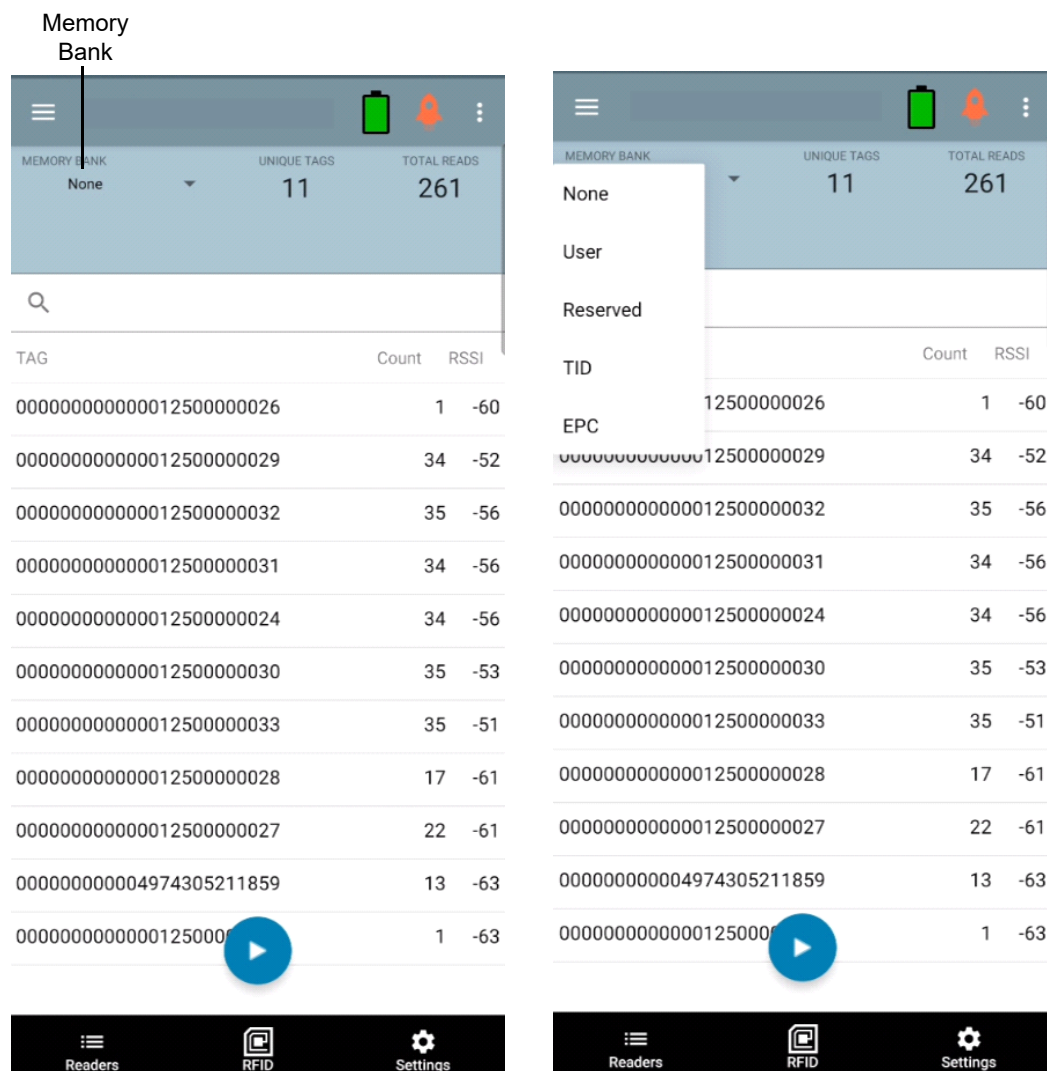 Memory
Bank
MEMORY BANK
UNIQUE TAGS
TOTAL READS
None
11
261
TAG
Count
RSSI
000000000000012500000026 1 -60
000000000000012500000029 34 -52
000000000000012500000032 35 -56
000000000000012500000031 34 -56
000000000000012500000024 34 -56
000000000000012500000030 35 -53
000000000000012500000033 35 -51
000000000000012500000028 17 -61
000000000000012500000027 22 -61
000000000004974305211859 13 -63
0000000000000125000 1 -63
Readers
RFID
Settings
MEMORY BANK
UNIQUE TAGS
TOTAL READS
11
261
None
User
Reserved
TID
EPC
Count
RSSI
12500000026 1 -60
000000000000012500000029 34 -52
000000000000012500000032 35 -56
000000000000012500000031 34 -56
000000000000012500000024 34 -56
000000000000012500000030 35 -53
000000000000012500000033 35 -51
000000000000012500000028 17 -61
000000000000012500000027 22 -61
000000000004974305211859 13 -63
0000000000000125000 1 -63
Readers
RFID
Settings